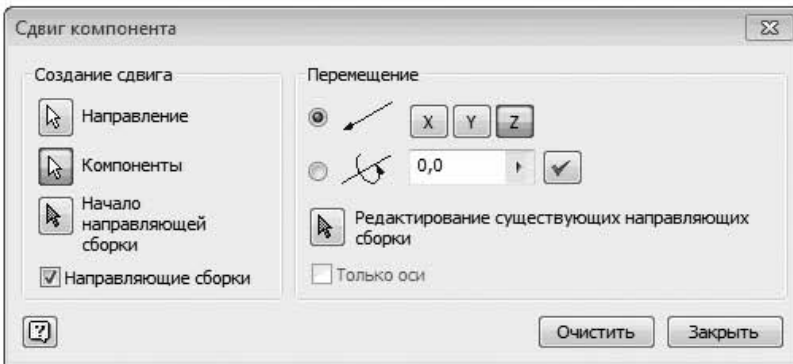 Сдвиг компонента
Создание сдвига
Направление
Компоненты
Начало
направляющей
сборки
Направляющие сборки
Перемещение
X Y Z
0,0
Редактирование существующих направляющих
сборки
Только оси
?
Очистить Закрыть